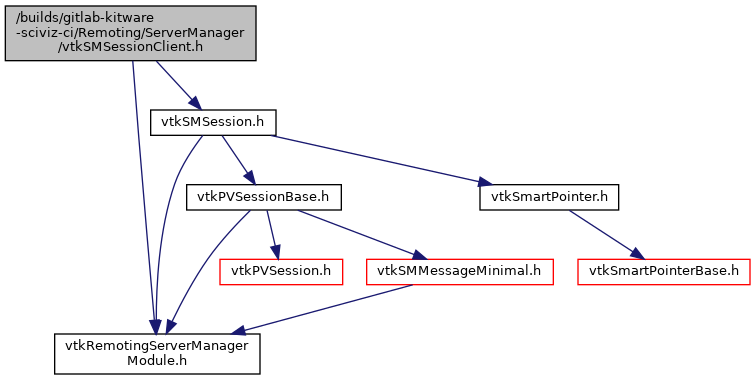 /builds/gitlab-kitware
-sciviz-ci/Remoting/ServerManager
/vtkSMSessionClient.h
vtkSMSession.h
vtkPVSessionBase.h
vtkSmartPointer.h
vtkPVSession.h
vtkSMMessageMinimal.h
vtkSmartPointerBase.h
vtkRemotingServerManager
Module.h